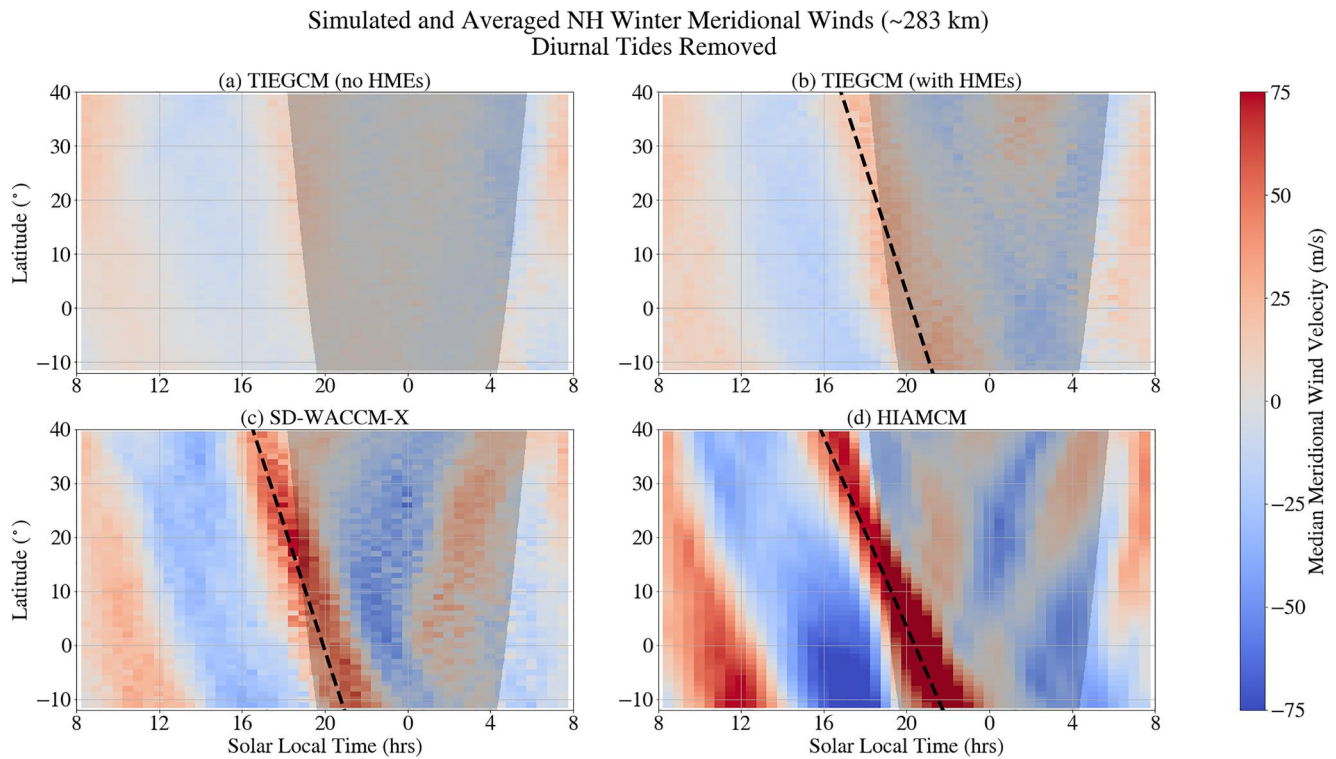 Simulated and Averaged NH Winter Meridional Winds (~283 km)
Diurnal Tides Removed
(a) TIEGCM (no HMEs)
40
30
20
10
0
−10
Latitude (°)
8 12 16 20 0 4 8
(b) TIEGCM (with HMEs)
40
30
20
10
0
−10
8 12 16 20 0 4 8
(c) SD-WACCM-X
40
30
20
10
0
−10
Latitude (°)
8 12 16 20 0 4 8
Solar Local Time (hrs)
(d) HIAMCM
40
30
20
10
0
−10
8 12 16 20 0 4 8
Solar Local Time (hrs)
75
50
25
0
−25
−50
−75
Median Meridional Wind Velocity (m/s)